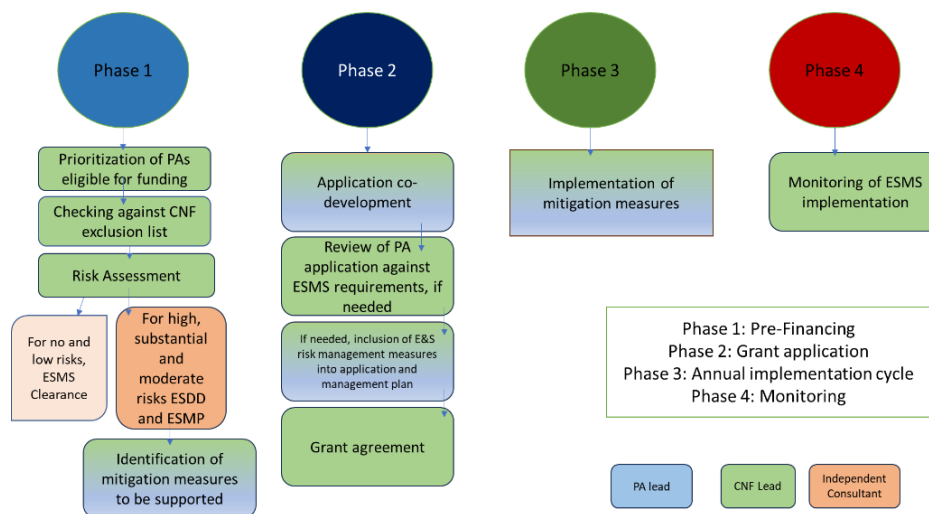 Phase 1
Phase 2
Phase 3
Phase 4
Prioritization of PAs
eligible for funding
Checking against CNF
exclusion list
Risk Assessment
For no and
low risks,
ESMS
Clearance
For high,
substantial
and
moderate
risks ESDD
and ESMP
Identification of
mitigation measures
to be supported
Application co-
development
Review of PA
application against
ESMS requirements, if
needed
If needed, inclusion of E&S
risk management measures
into application and
management plan
Grant agreement
Implementation of
mitigation measures
Monitoring of ESMS
implementation
Phase 1: Pre-Financing
Phase 2: Grant application
Phase 3: Annual implementation cycle
Phase 4: Monitoring
PA lead
CNF Lead
Independent
Consultant